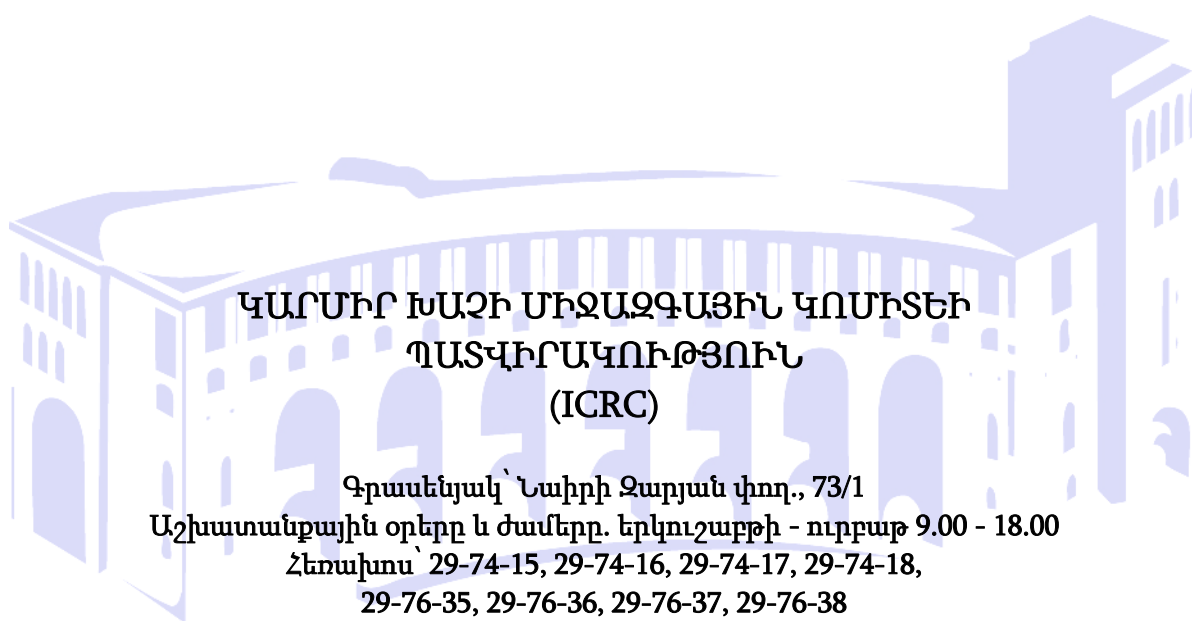 ԿԱՐՄԻՐ ԽԱՉԻ ՄԻՋԱԶԳԱՅԻՆ ԿՈՄԻՏԵԻ
ՊԱՏՎԻՐԱԿՈՒԹՅՈՒՆ
(ICRC)
Գրասենյակ՝ Նաիրի Զարյան փող., 73/1
Աշխատանքային օրերը և ժամերը. երկուշաբթի - ուրբաթ 9.00 - 18.00
Հեռախոս՝ 29-74-15, 29-74-16, 29-74-17, 29-74-18,
29-76-35, 29-76-36, 29-76-37, 29-76-38